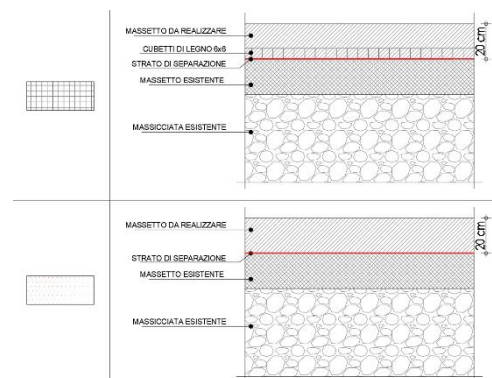 MASSETTO DA REALIZZARE
CUBETTI DI LEGNO 6x6
STRATO DI SEPARAZIONE
MASSETTO ESISTENTE
MASSICCIATA ESISTENTE
20 cm
MASSETTO DA REALIZZARE
STRATO DI SEPARAZIONE
MASSETTO ESISTENTE
MASSICCIATA ESISTENTE
20 cm